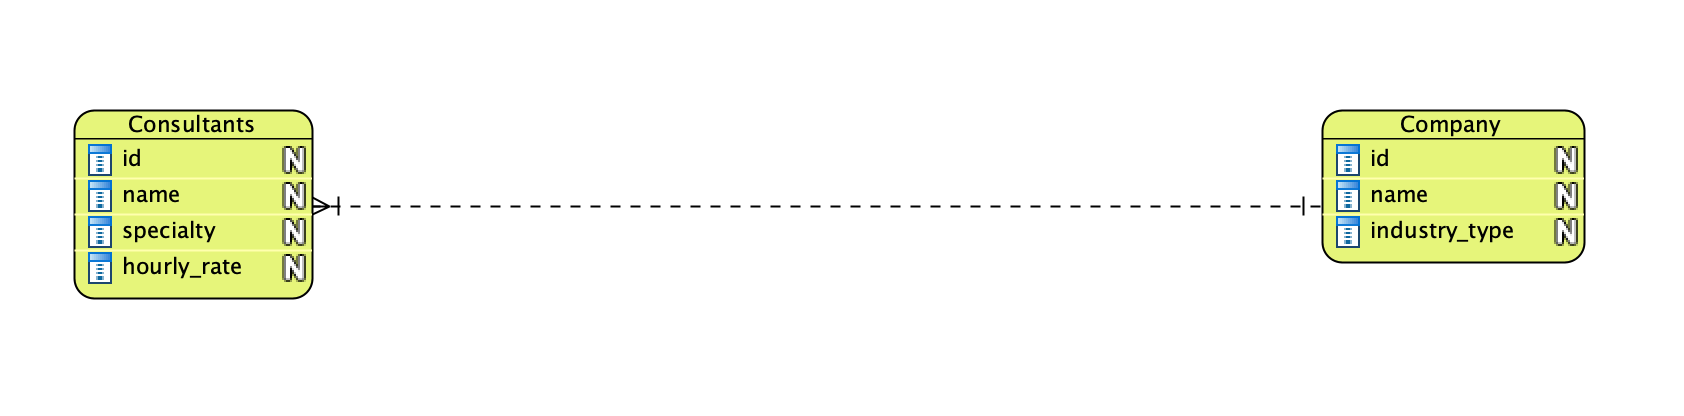 Consultants
id N
name N
specialty N
hourly_rate N
Company
id N
name N
industry_type N